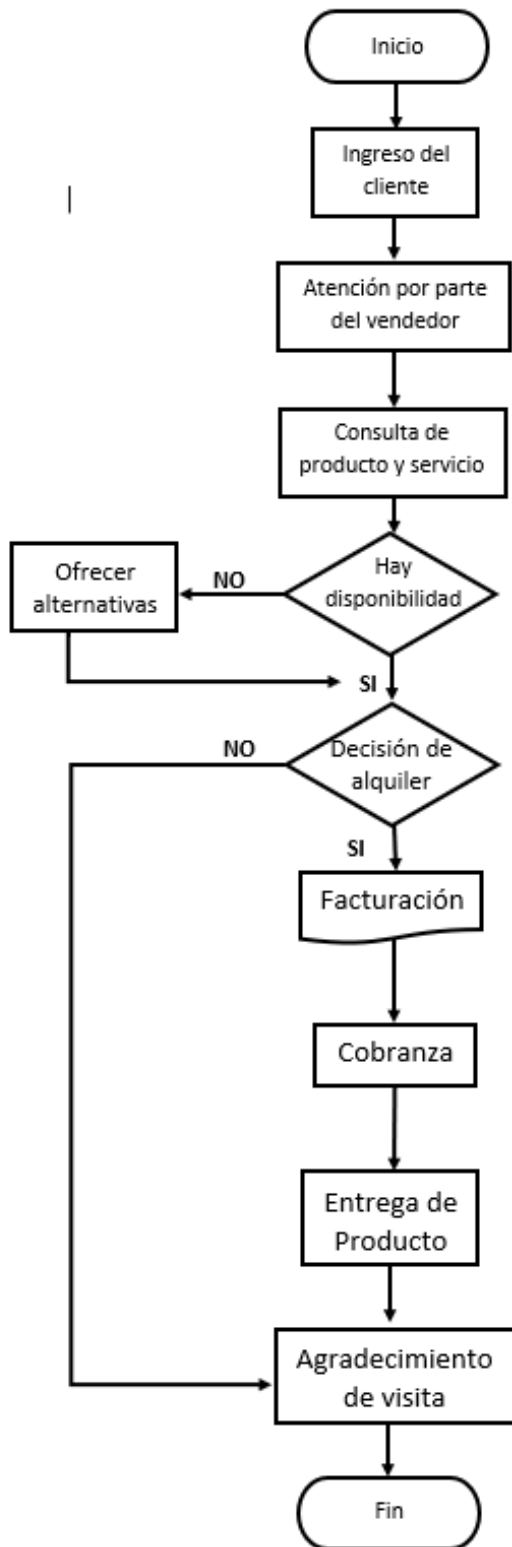 Inicio
Ingreso del
cliente
Atención por parte
del vendedor
Consulta de
producto y servicio
Hay
disponibilidad
NO
Ofrecer
alternativas
SI
Decisión de
alquiler
NO
SI
Facturación
Cobranza
Entrega de
Producto
Agradecimiento
de visita
Fin